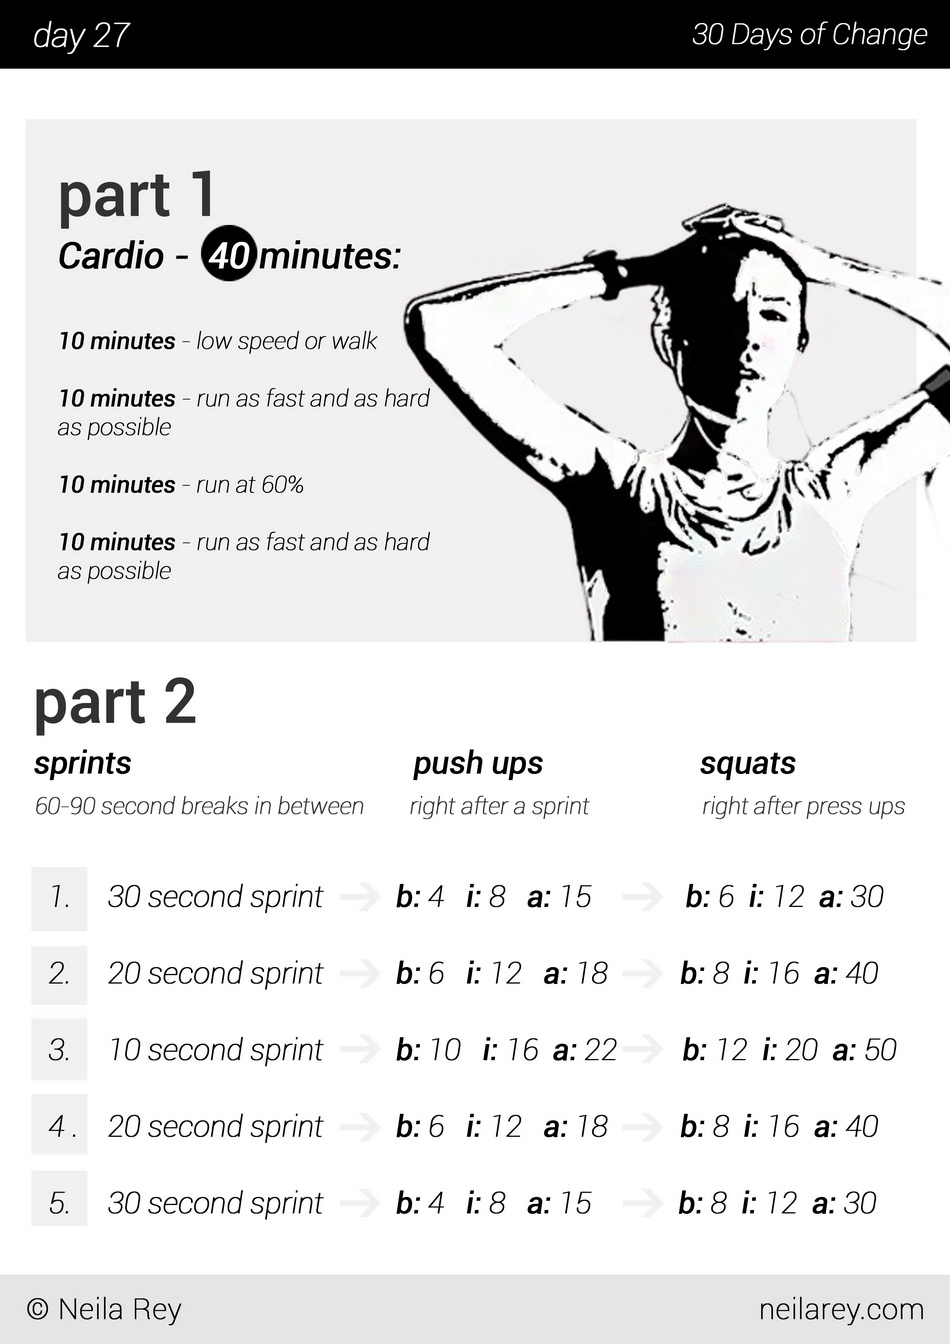 day 27
30 Days of Change
part 1
Cardio - 40 minutes:
10 minutes - low speed or walk
10 minutes - run as fast and as hard
as possible
10 minutes - run at 60%
10 minutes - run as fast and as hard
as possible
part 2
sprints push ups squats
60-90 second breaks in between right after a sprint right after press ups
1. 30 second sprint → b: 4 i: 8 a: 15 → b: 6 i: 12 a: 30
2. 20 second sprint → b: 6 i: 12 a: 18 → b: 8 i: 16 a: 40
3. 10 second sprint → b: 10 i: 16 a: 22 → b: 12 i: 20 a: 50
4 . 20 second sprint → b: 6 i: 12 a: 18 → b: 8 i: 16 a: 40
5. 30 second sprint → b: 4 i: 8 a: 15 → b: 8 i: 12 a: 30
© Neila Rey
neilarey.com